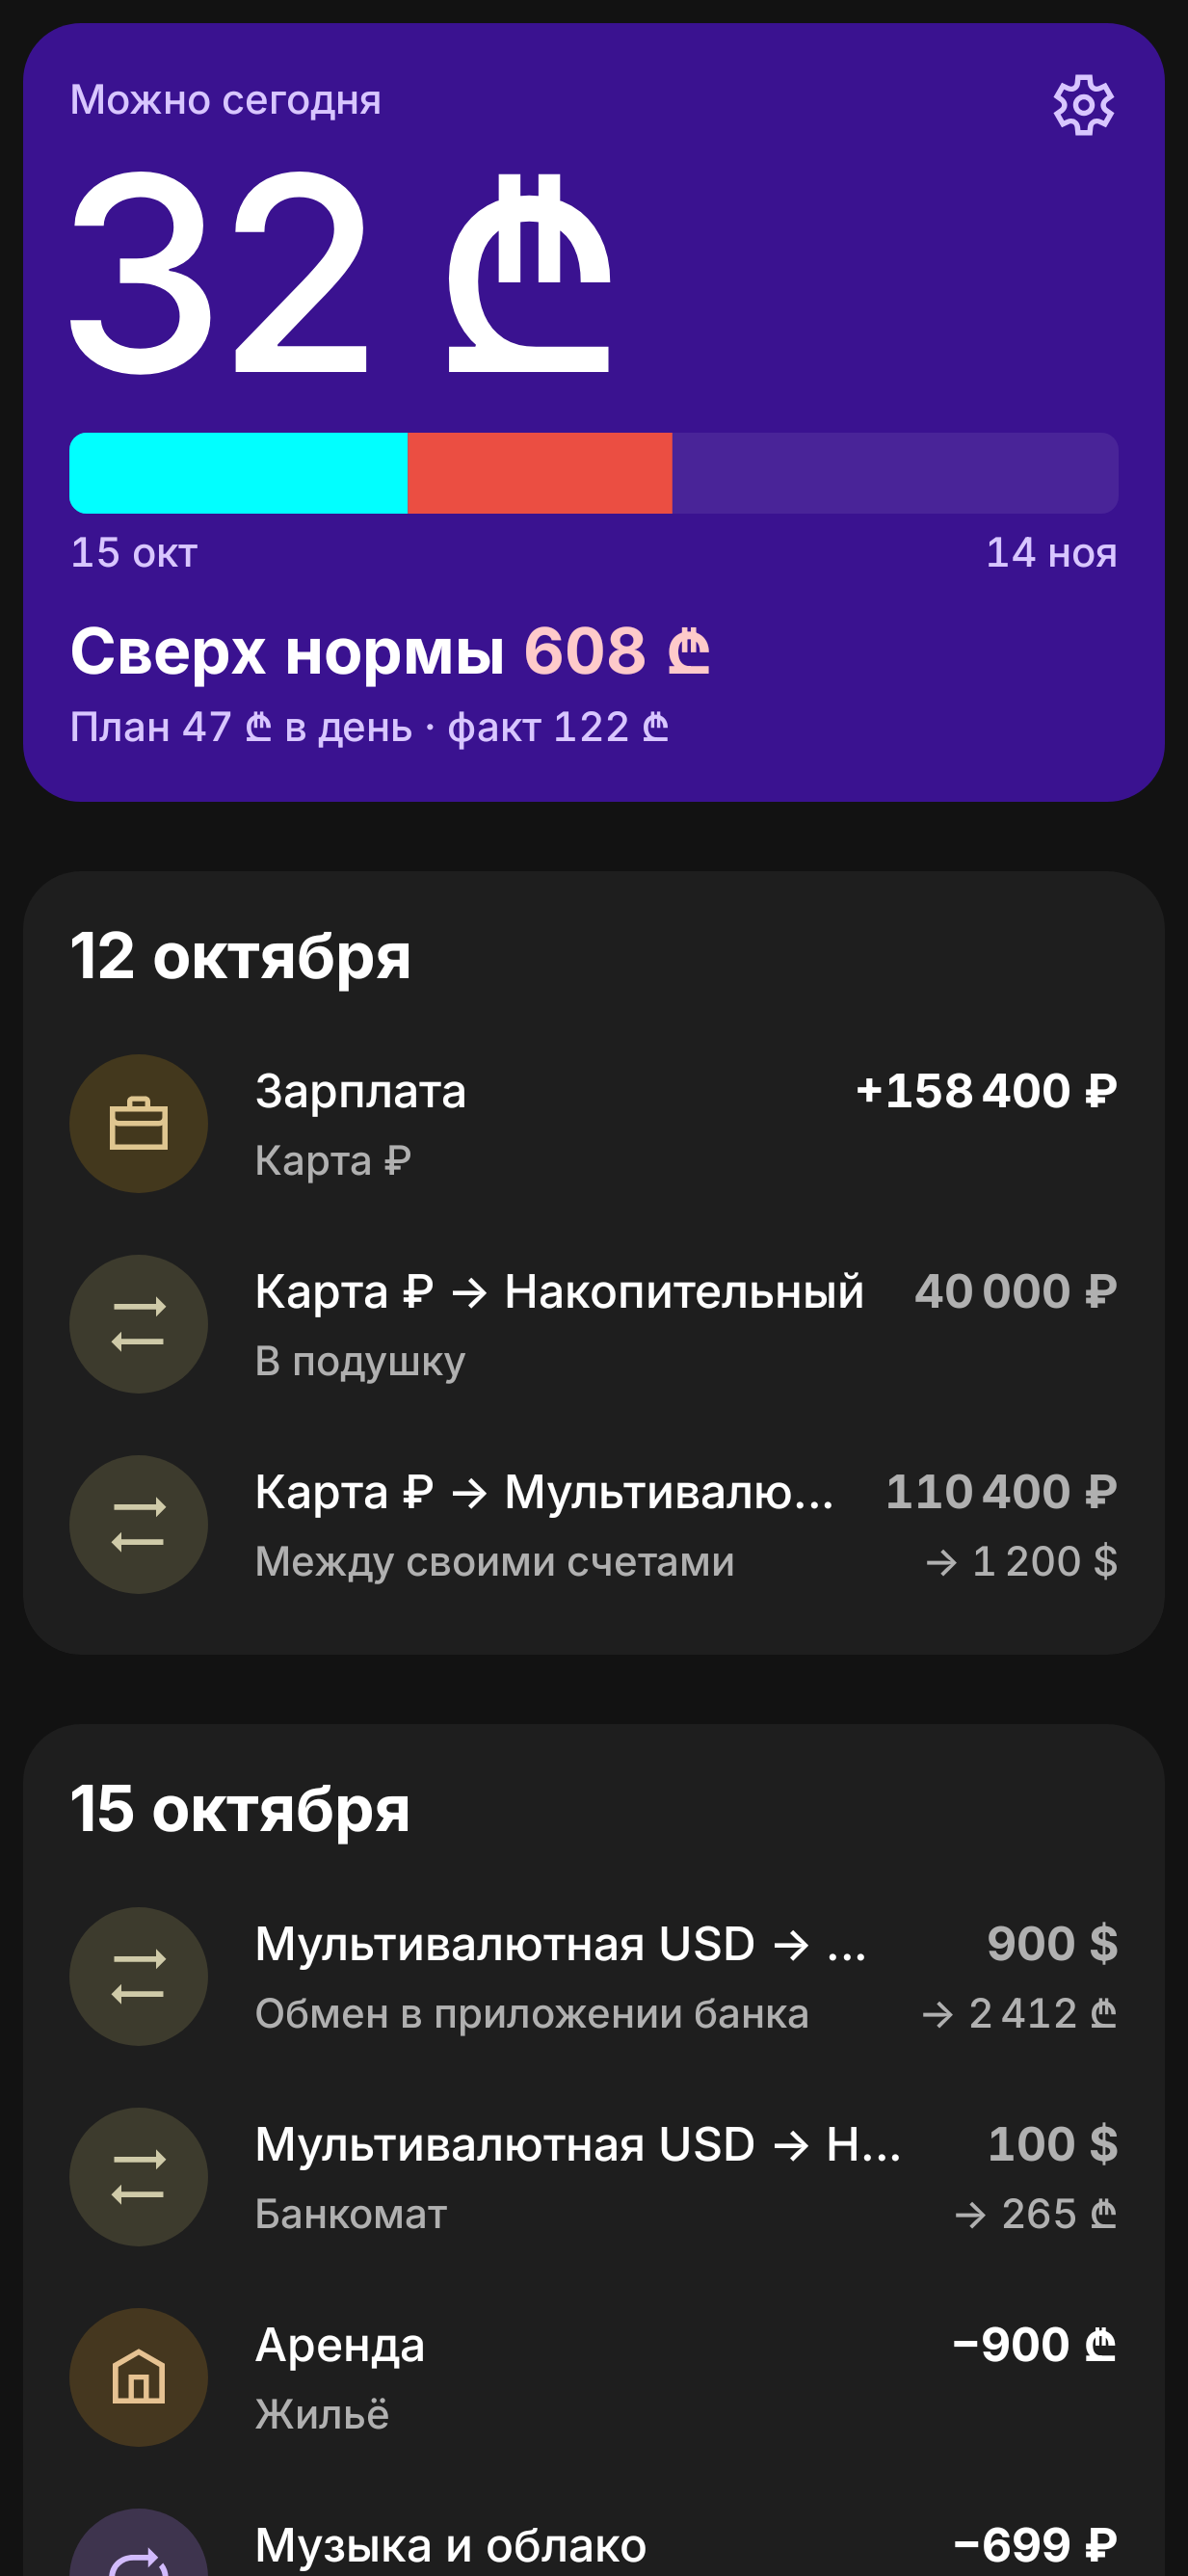 Можно сегодня
32 ₾
15 окт
14 ноя
Сверх нормы 608 ₾
План 47 ₾ в день · факт 122 ₾
12 октября
Зарплата
+158 400 ₽
Карта ₽
Карта ₽ → Накопительный
40 000 ₽
В подушку
Карта ₽ → Мультивалю...
110 400 ₽
Между своими счетами
→ 1 200 $
15 октября
Мультивалютная USD → ...
900 $
Обмен в приложении банка
→ 2 412 ₾
Мультивалютная USD → Н...
100 $
Банкомат
→ 265 ₾
Аренда
−900 ₾
Жильё
Музыка и облако
−699 ₽